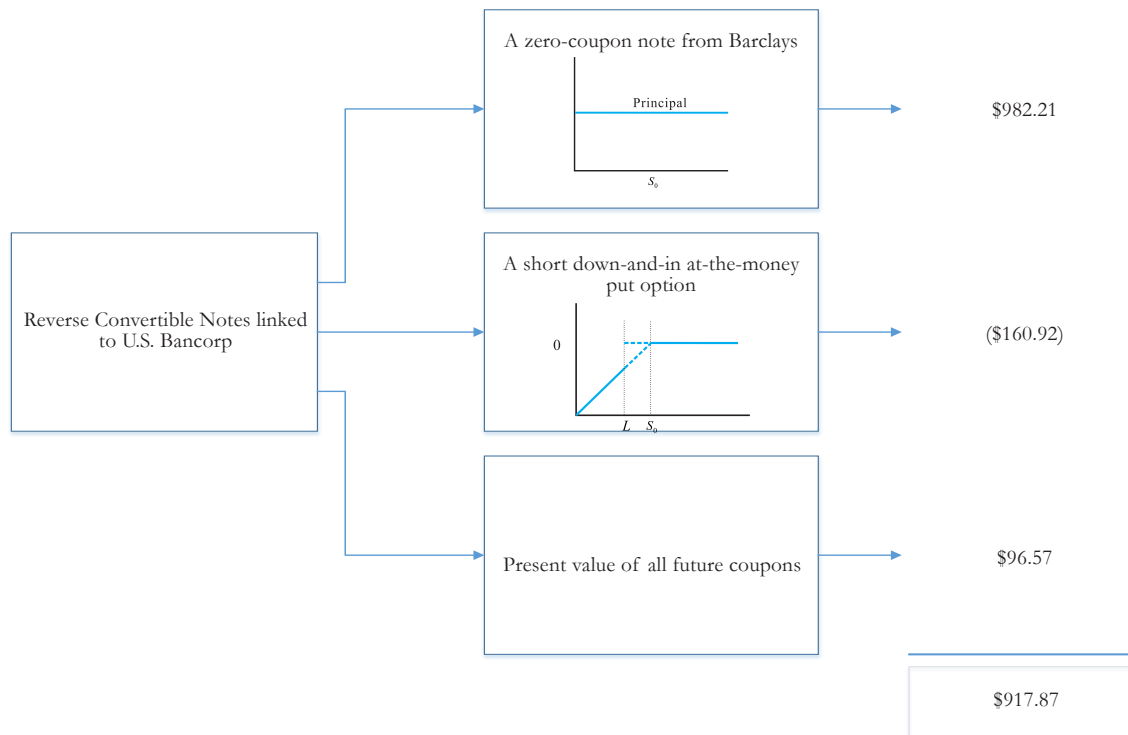 A zero-coupon note from Barclays
Principal
S₀
$982.21
Reverse Convertible Notes linked
to U.S. Bancorp
A short down-and-in at-the-money
put option
0
L S₀
($160.92)
Present value of all future coupons
$96.57
$917.87